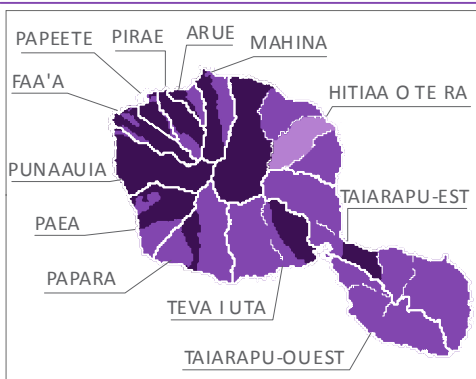 PAPEETE
PIRAE
ARUE
MAHINA
FAA'A
HITIAA O TE RA
PUNAAUIA
TAIARAPU-EST
PAEA
PAPARA
TEVA I UTA
TAIARAPU-OUEST